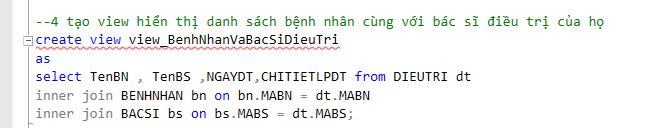 --4 tạo view hiển thị danh sách bệnh nhân cùng với bác sĩ điều trị của họ
create view view_BenhNhanVaBacSiDieuTri
as
select TenBN , TenBS ,NGAYDT,CHITIETLPDT from DIEUTRI dt
inner join BENHNHAN bn on bn.MABN = dt.MABN
inner join BACSI bs on bs.MABS = dt.MABS;